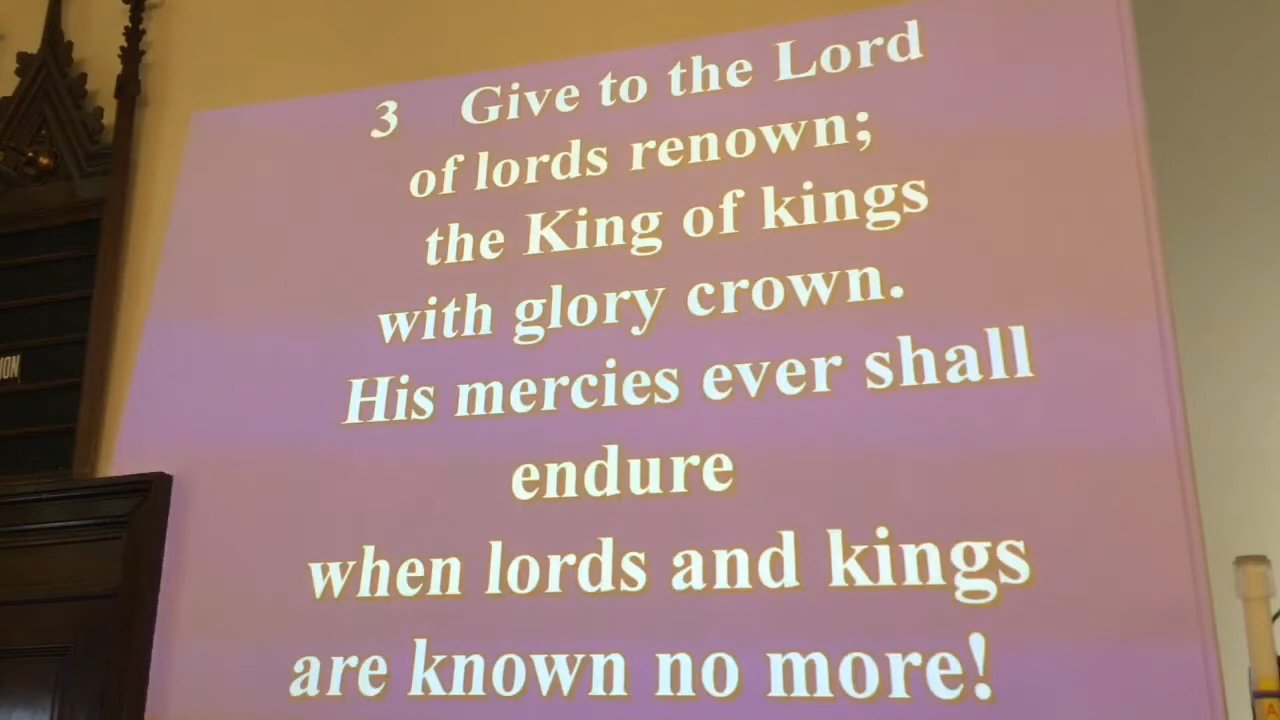 3 Give to the Lord
of lords renown;
the King of kings
with glory crown.
His mercies ever shall
endure
when lords and kings
are known no more!